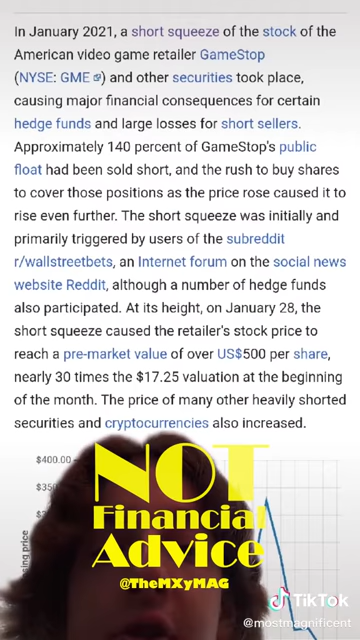 In January 2021, a short squeeze of the stock of the
American video game retailer GameStop
(NYSE: GME) and other securities took place,
causing major financial consequences for certain
hedge funds and large losses for short sellers.
Approximately 140 percent of GameStop's public
float had been sold short, and the rush to buy shares
to cover those positions as the price rose caused it to
rise even further. The short squeeze was initially and
primarily triggered by users of the subreddit
r/wallstreetbets, an Internet forum on the social news
website Reddit, although a number of hedge funds
also participated. At its height, on January 28, the
short squeeze caused the retailer's stock price to
reach a pre-market value of over US$500 per share,
nearly 30 times the $17.25 valuation at the beginning
of the month. The price of many other heavily shorted
securities and cryptocurrencies also increased.
$400.00
NOT
Financial
Advice
@TheMXyMAG
TikTok
@mostmagnificent